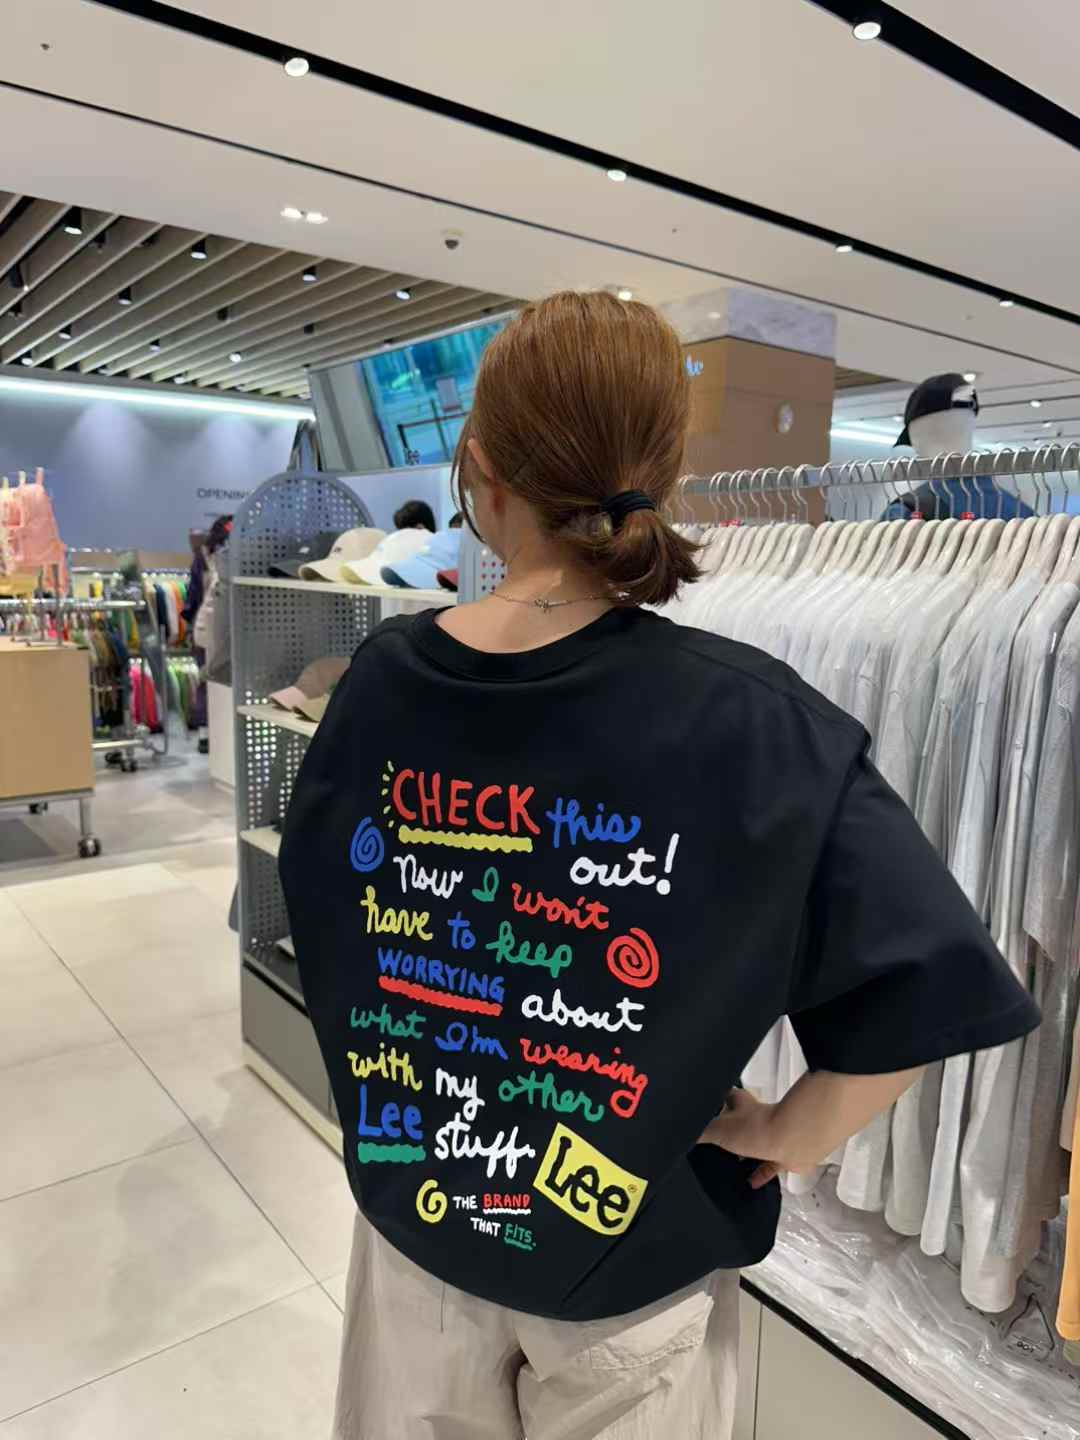 OPENIN
CHECK this
out!
now I won't
have to keep
WORRYING about
what I'm wearing
with my other
Lee stuff.
Lee®
THE BRAND
THAT FITS.